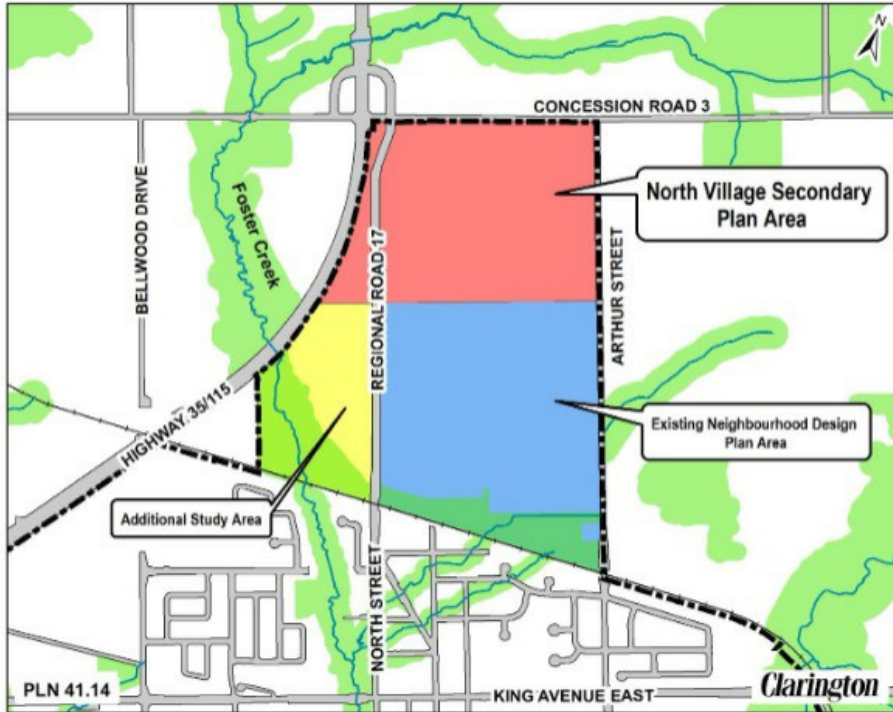 N
CONCESSION ROAD 3
North Village Secondary
Plan Area
BELLWOOD DRIVE
Foster Creek
REGIONAL ROAD 17
ARTHUR STREET
HIGHWAY 35/115
Existing Neighbourhood Design
Plan Area
Additional Study Area
NORTH STREET
PLN 41.14
KING AVENUE EAST
Clarington